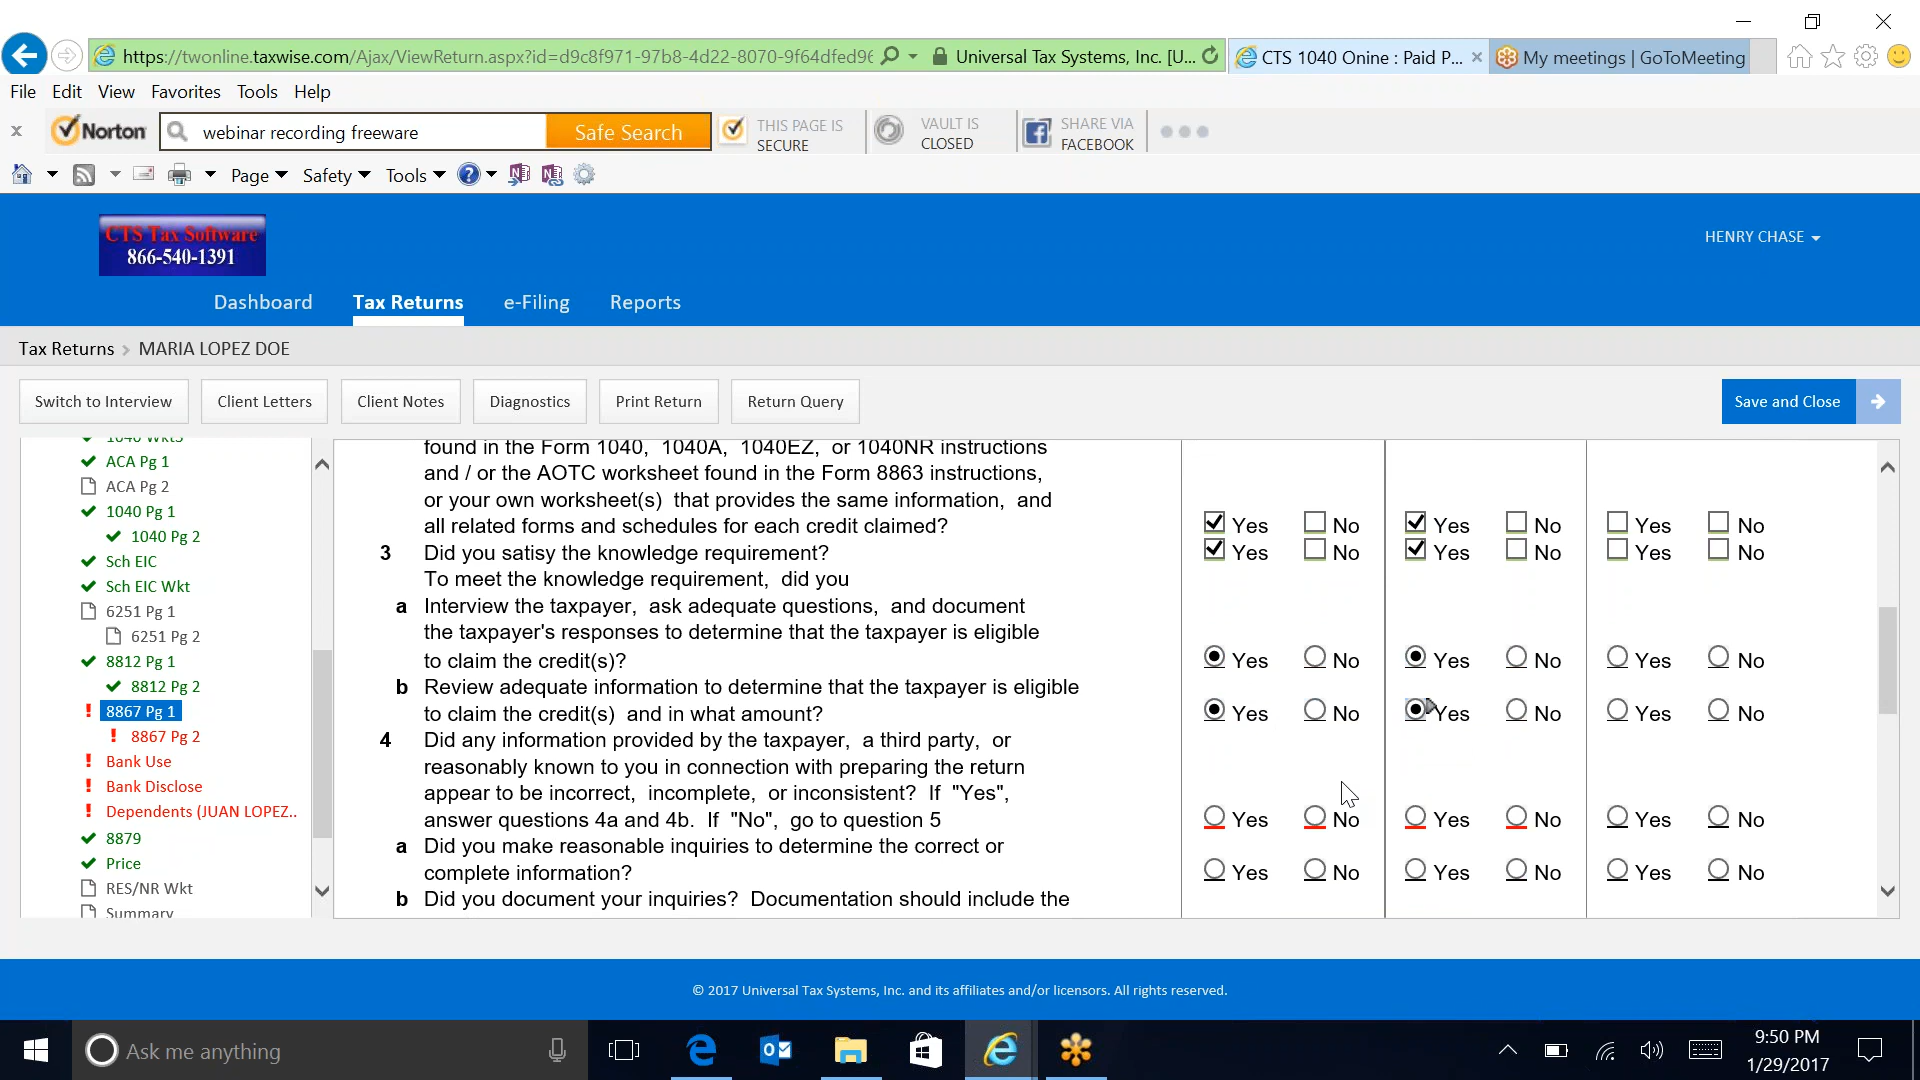 https://twonline.taxwise.com/Ajax/ViewReturn.aspx?id=d9c8f971-97b8-4d22-8070-9f64dfed96 Universal Tax Systems, Inc. [U... CTS 1040 Onine : Paid P... My meetings | GoToMeeting
File Edit View Favorites Tools Help
x Norton webinar recording freeware Safe Search THIS PAGE IS SECURE VAULT IS CLOSED SHARE VIA FACEBOOK
Page Safety Tools
CTS Tax Software
866-540-1391
HENRY CHASE
Dashboard Tax Returns e-Filing Reports
Tax Returns > MARIA LOPEZ DOE
Switch to Interview Client Letters Client Notes Diagnostics Print Return Return Query Save and Close
1040 Wkt3
ACA Pg 1
ACA Pg 2
1040 Pg 1
1040 Pg 2
Sch EIC
Sch EIC Wkt
6251 Pg 1
6251 Pg 2
8812 Pg 1
8812 Pg 2
! 8867 Pg 1
! 8867 Pg 2
! Bank Use
! Bank Disclose
! Dependents (JUAN LOPEZ..
8879
Price
RES/NR Wkt
Summary
found in the Form 1040, 1040A, 1040EZ, or 1040NR instructions
and / or the AOTC worksheet found in the Form 8863 instructions,
or your own worksheet(s) that provides the same information, and
all related forms and schedules for each credit claimed? Yes No Yes No Yes No
3 Did you satisy the knowledge requirement? Yes No Yes No Yes No
To meet the knowledge requirement, did you
a Interview the taxpayer, ask adequate questions, and document
the taxpayer's responses to determine that the taxpayer is eligible
to claim the credit(s)? Yes No Yes No Yes No
b Review adequate information to determine that the taxpayer is eligible
to claim the credit(s) and in what amount? Yes No Yes No Yes No
4 Did any information provided by the taxpayer, a third party, or
reasonably known to you in connection with preparing the return
appear to be incorrect, incomplete, or inconsistent? If "Yes",
answer questions 4a and 4b. If "No", go to question 5 Yes No Yes No Yes No
a Did you make reasonable inquiries to determine the correct or
complete information? Yes No Yes No Yes No
b Did you document your inquiries? Documentation should include the
© 2017 Universal Tax Systems, Inc. and its affiliates and/or licensors. All rights reserved.
Ask me anything
9:50 PM
1/29/2017